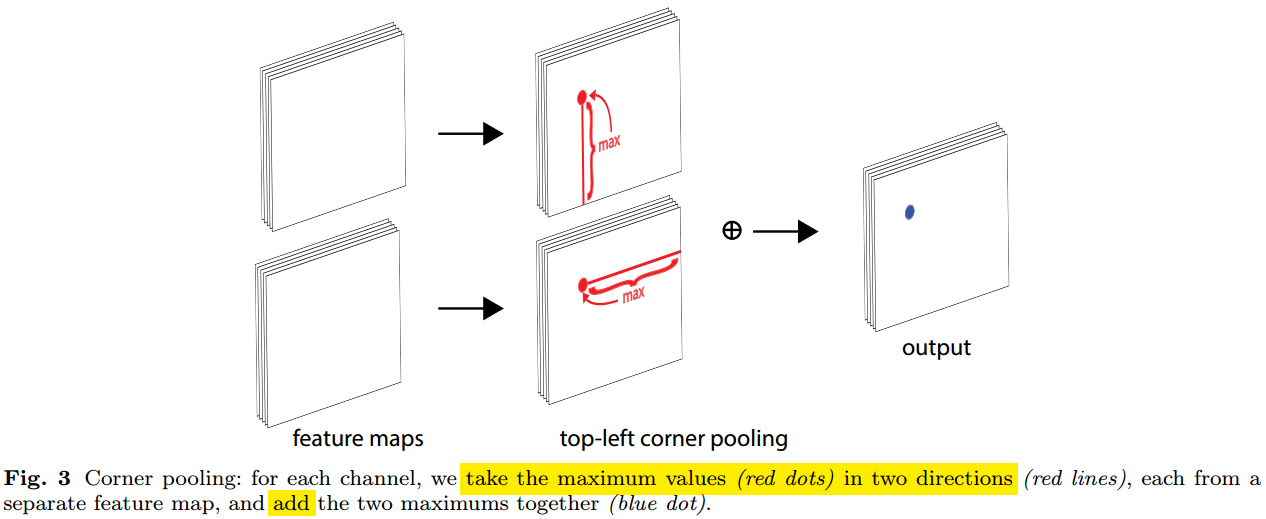 max
max
⊕
output
feature maps
top-left corner pooling
Fig. 3 Corner pooling: for each channel, we take the maximum values (red dots) in two directions (red lines), each from a
separate feature map, and add the two maximums together (blue dot).